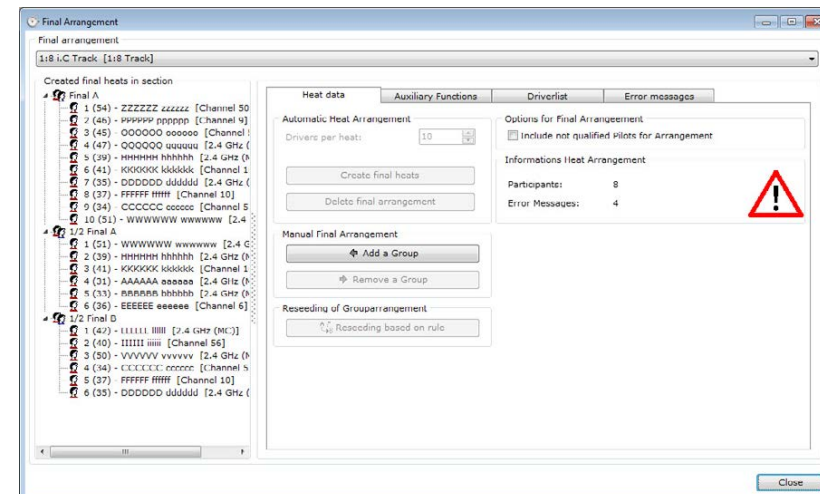 Final Arrangement
Final arrangement
1:8 i.C Track [1:8 Track]
Created final heats in section
Final A
1 (54) - ZZZZZZ zzzzzz [Channel 50
2 (46) - PPPPPP pppppp [Channel 9]
3 (45) - OOOOOO oooooo [Channel
4 (47) - QQQQQQ qqqqqq [2.4 GHz (
5 (39) - HHHHHH hhhhhh [2.4 GHz (M
6 (41) - KKKKKK kkkkkk [Channel 1
7 (35) - DDDDDD dddddd [2.4 GHz (
8 (37) - FFFFFF ffffff [Channel 10]
9 (34) - CCCCCC cccccc [Channel 5
10 (51) - WWWWWW wwwwww [2.4
1/2 Final A
1 (51) - WWWWWW wwwwww [2.4 G
2 (39) - HHHHHH hhhhhh [2.4 GHz (M
3 (41) - KKKKKK kkkkkk [Channel 1
4 (31) - AAAAAA aaaaaa [2.4 GHz (M
5 (33) - BBBBBB bbbbbb [2.4 GHz (M
6 (36) - EEEEEE eeeeee [Channel 6]
1/2 Final B
1 (42) - LLLLLL llllll [2.4 GHz (MC)]
2 (40) - IIIIII iiiiii [Channel 56]
3 (50) - VVVVVV vvvvvv [2.4 GHz (M
4 (34) - CCCCCC cccccc [Channel 5
5 (37) - FFFFFF ffffff [Channel 10]
6 (35) - DDDDDD dddddd [2.4 GHz (
Heat data
Auxiliary Functions
Driverlist
Error messages
Automatic Heat Arrangement
Drivers per heat: 10
Create final heats
Delete final arrangement
Manual Final Arrangement
Add a Group
Remove a Group
Reseeding of Grouparrangement
Reseeding based on rule
Options for Final Arrangement
Include not qualified Pilots for Arrangement
Informations Heat Arrangement
Participants: 8
Error Messages: 4
Close